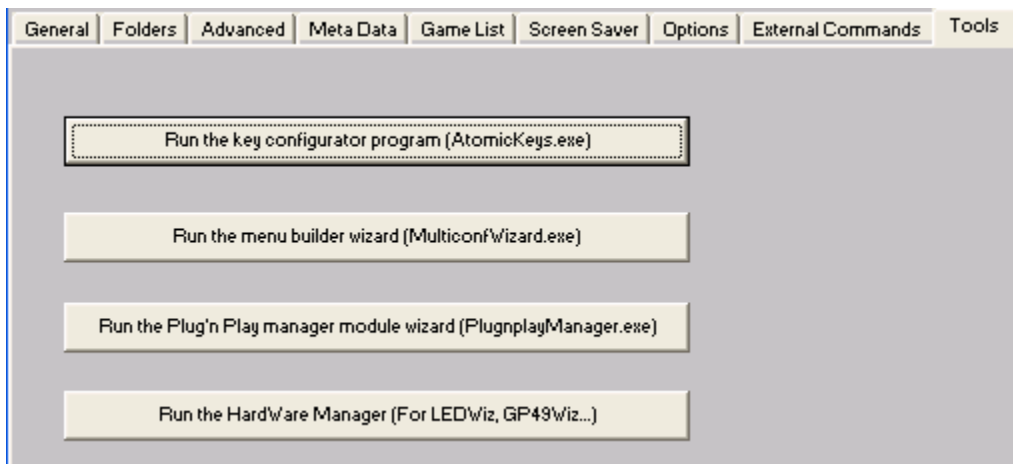 General Folders Advanced Meta Data Game List Screen Saver Options External Commands Tools
Run the key configurator program (AtomicKeys.exe)
Run the menu builder wizard (MulticonfWizard.exe)
Run the Plug'n Play manager module wizard (PlugnplayManager.exe)
Run the HardWare Manager (For LEDWiz, GP49Wiz...)